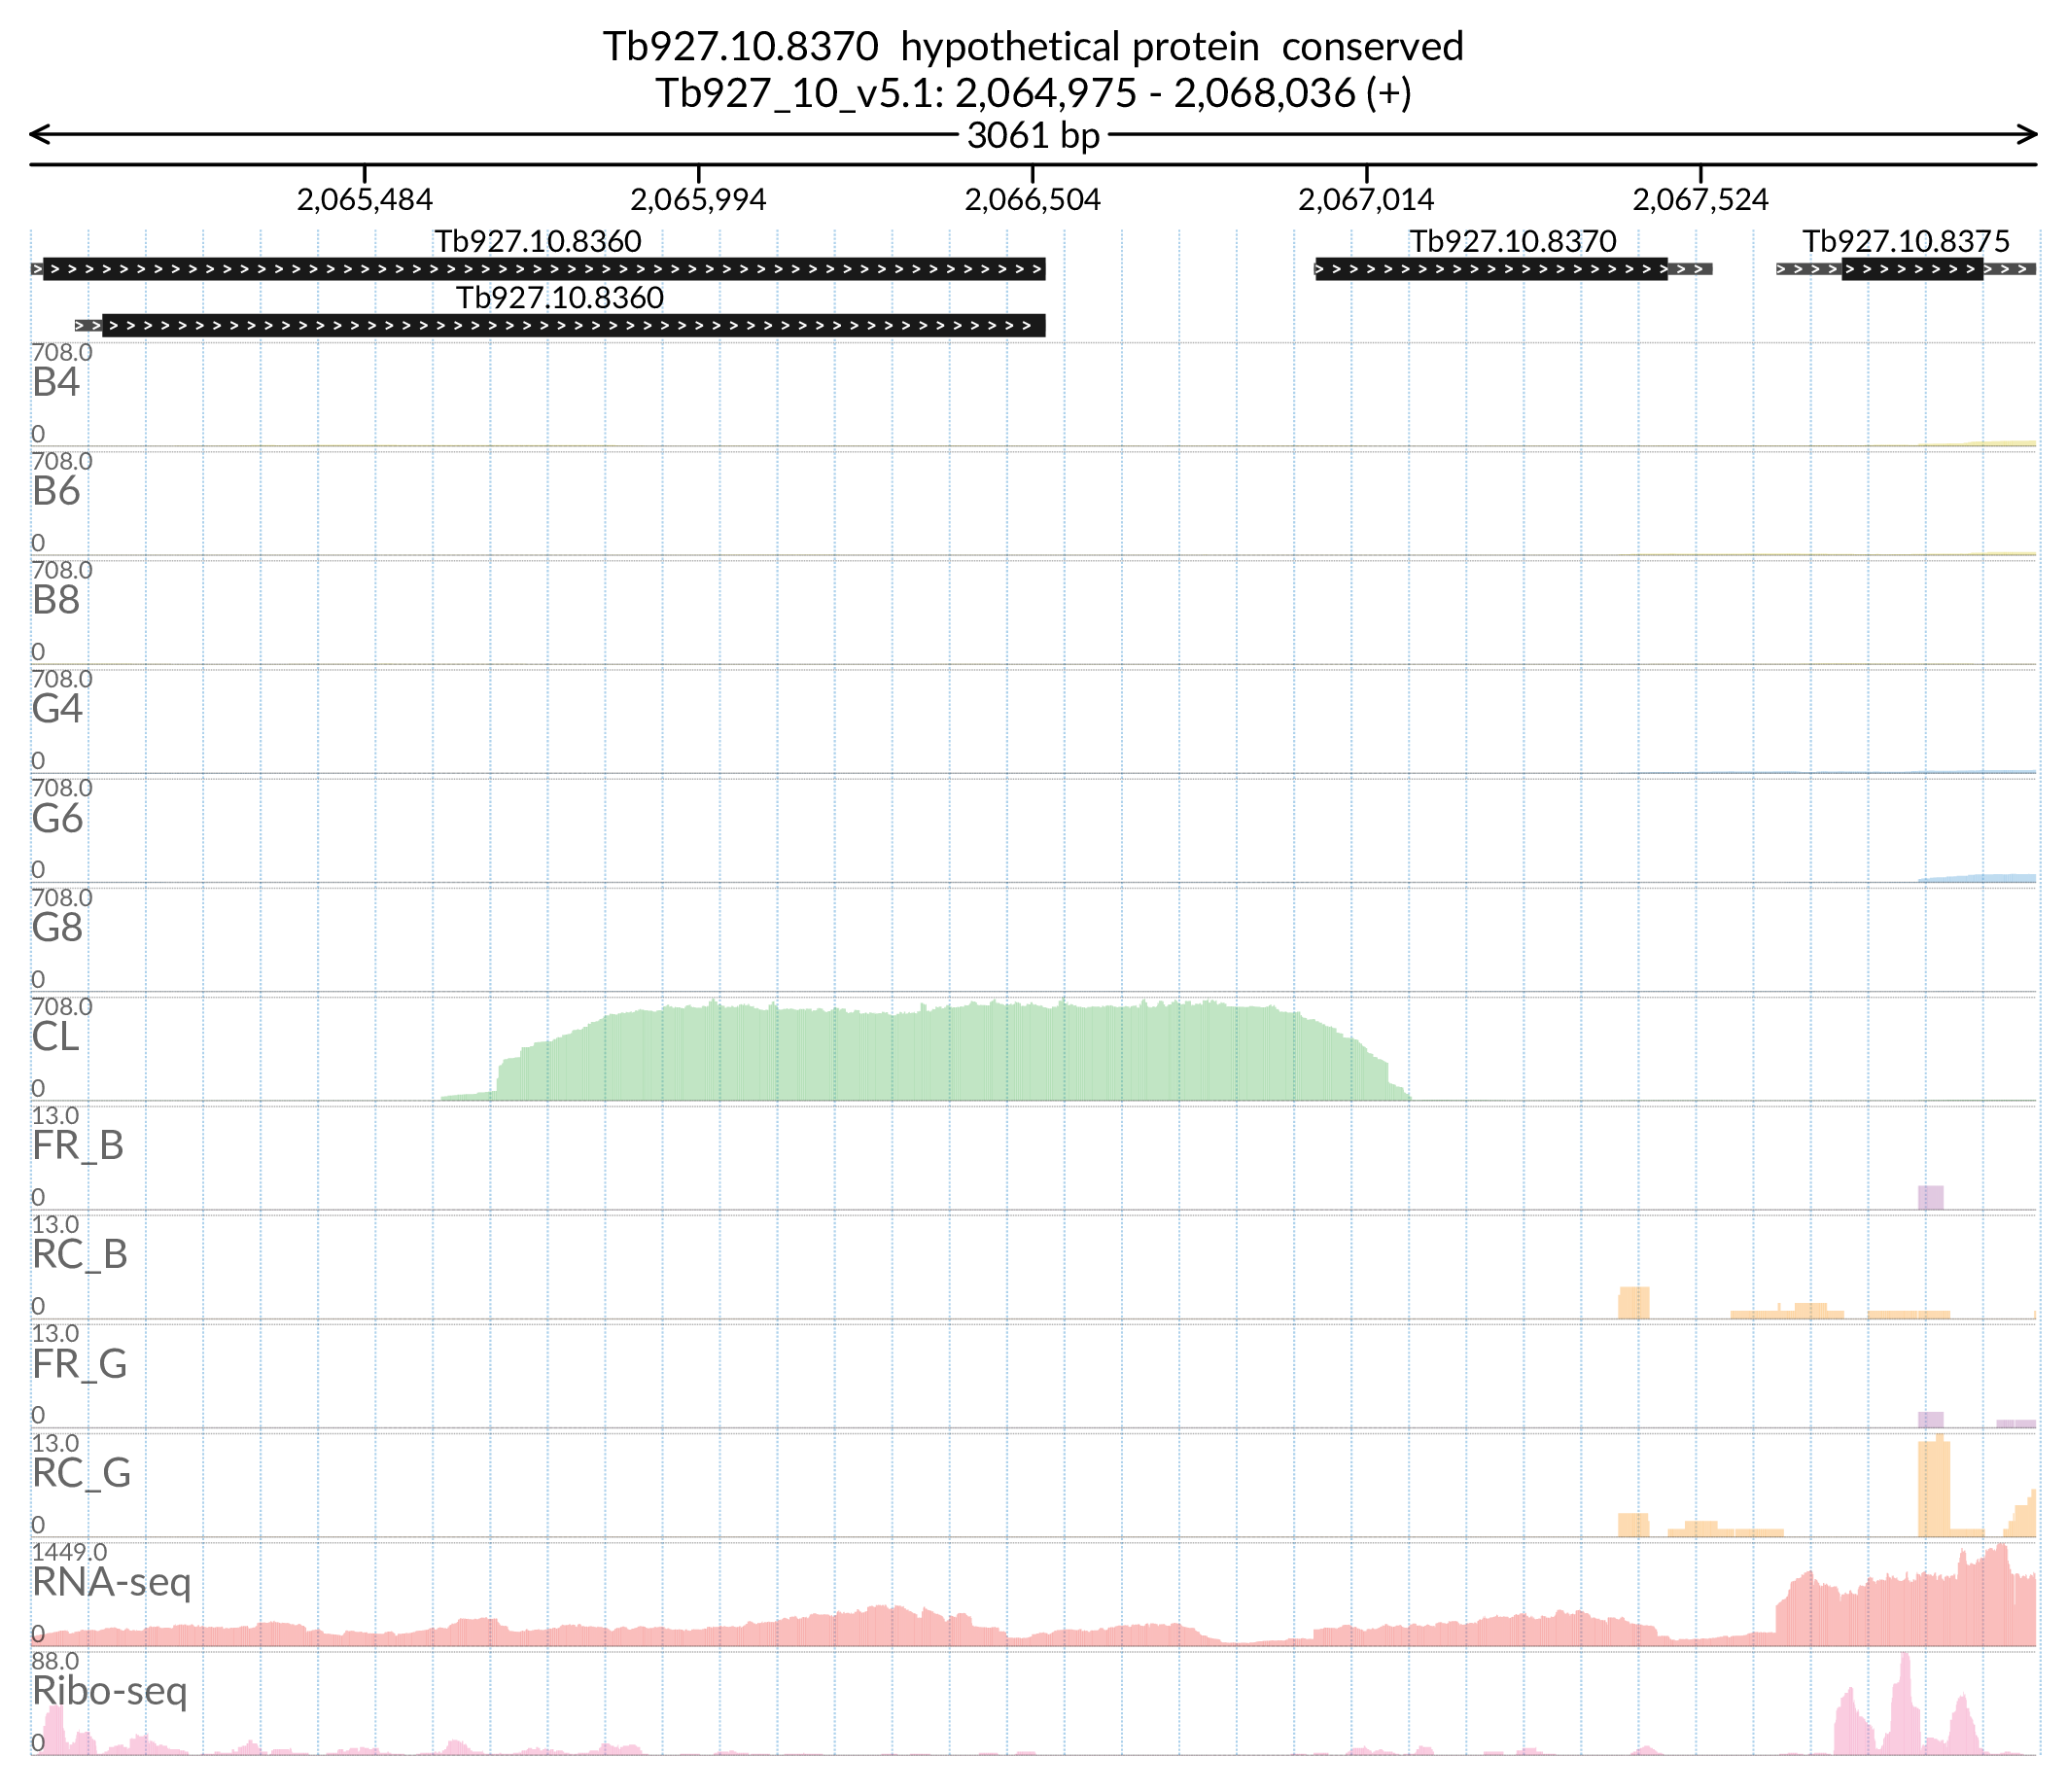 Tb927.10.8370  hypothetical protein  conserved
Tb927_10_v5.1: 2,064,975 - 2,068,036 (+)
3061 bp
2,065,484 2,065,994 2,066,504 2,067,014 2,067,524
Tb927.10.8360 Tb927.10.8370 Tb927.10.8375
Tb927.10.8360
708.0
B4
0
708.0
B6
0
708.0
B8
0
708.0
G4
0
708.0
G6
0
708.0
G8
0
708.0
CL
0
13.0
FR_B
0
13.0
RC_B
0
13.0
FR_G
0
13.0
RC_G
0
1449.0
RNA-seq
0
88.0
Ribo-seq
0